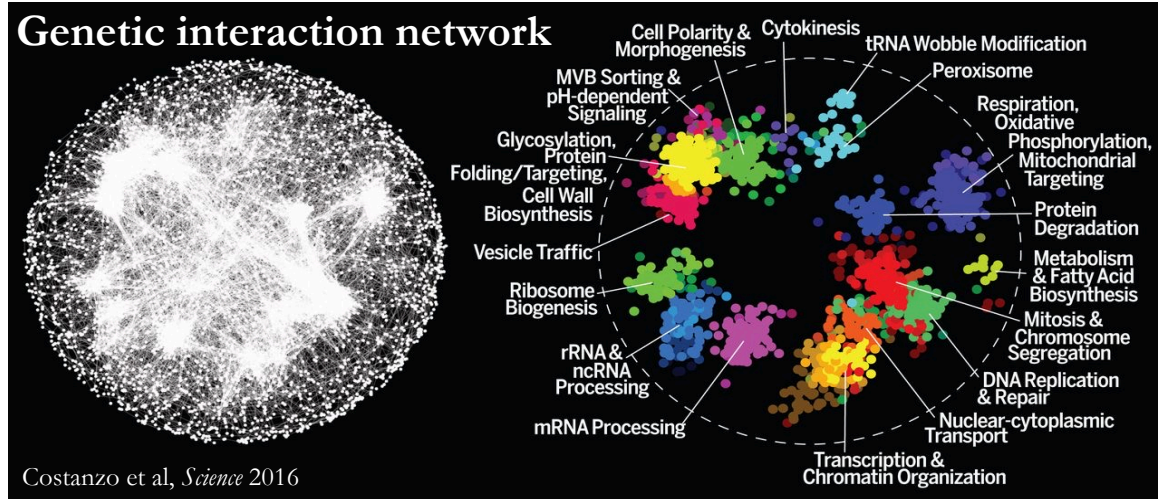 Genetic interaction network
Cell Polarity &
Morphogenesis
Cytokinesis
tRNA Wobble Modification
Peroxisome
MVB Sorting &
pH-dependent
Signaling
Respiration,
Oxidative
Phosphorylation,
Mitochondrial
Targeting
Glycosylation,
Protein
Folding/Targeting,
Cell Wall
Biosynthesis
Protein
Degradation
Vesicle Traffic
Metabolism
& Fatty Acid
Biosynthesis
Ribosome
Biogenesis
Mitosis &
Chromosome
Segregation
rRNA &
ncRNA
Processing
DNA Replication
& Repair
mRNA Processing
Nuclear-cytoplasmic
Transport
Transcription &
Chromatin Organization
Costanzo et al, Science 2016